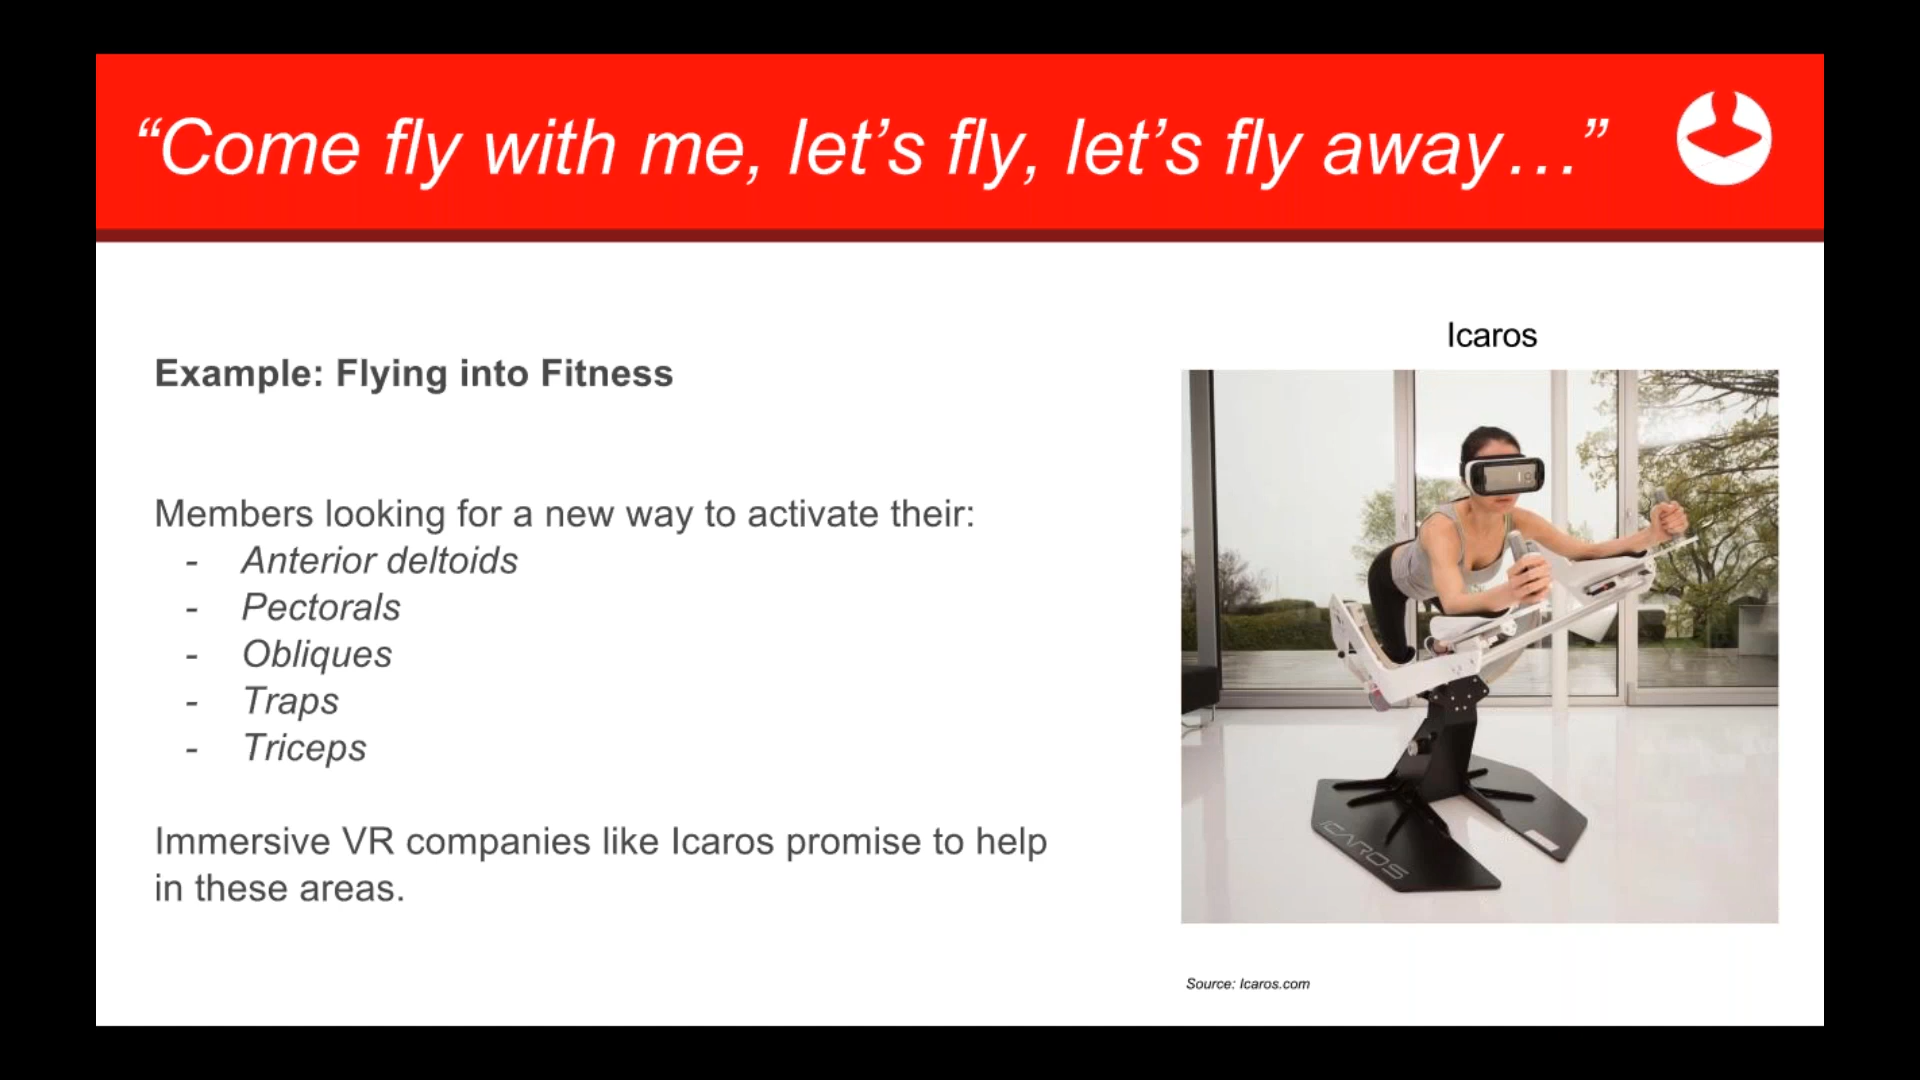 “Come fly with me, let’s fly, let’s fly away…”
Icaros
Example: Flying into Fitness
Members looking for a new way to activate their:
- Anterior deltoids
- Pectorals
- Obliques
- Traps
- Triceps
Immersive VR companies like Icaros promise to help
in these areas.
ICAROS
Source: Icaros.com